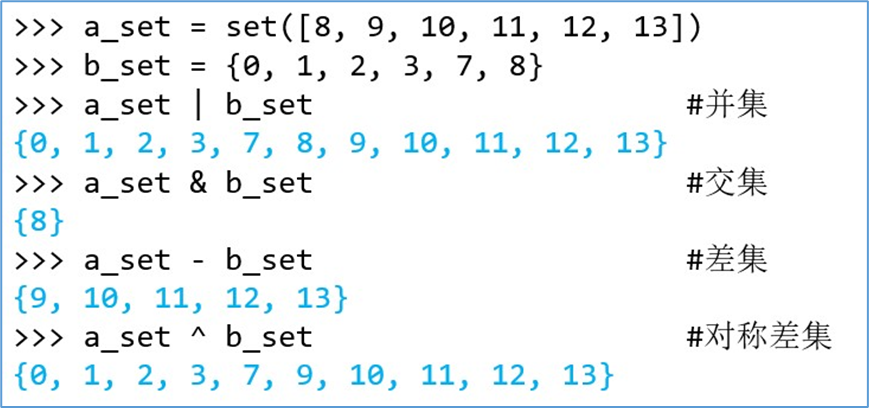 >>> a_set = set([8, 9, 10, 11, 12, 13])
>>> b_set = {0, 1, 2, 3, 7, 8}
>>> a_set | b_set #并集
{0, 1, 2, 3, 7, 8, 9, 10, 11, 12, 13}
>>> a_set & b_set #交集
{8}
>>> a_set - b_set #差集
{9, 10, 11, 12, 13}
>>> a_set ^ b_set #对称差集
{0, 1, 2, 3, 7, 9, 10, 11, 12, 13}